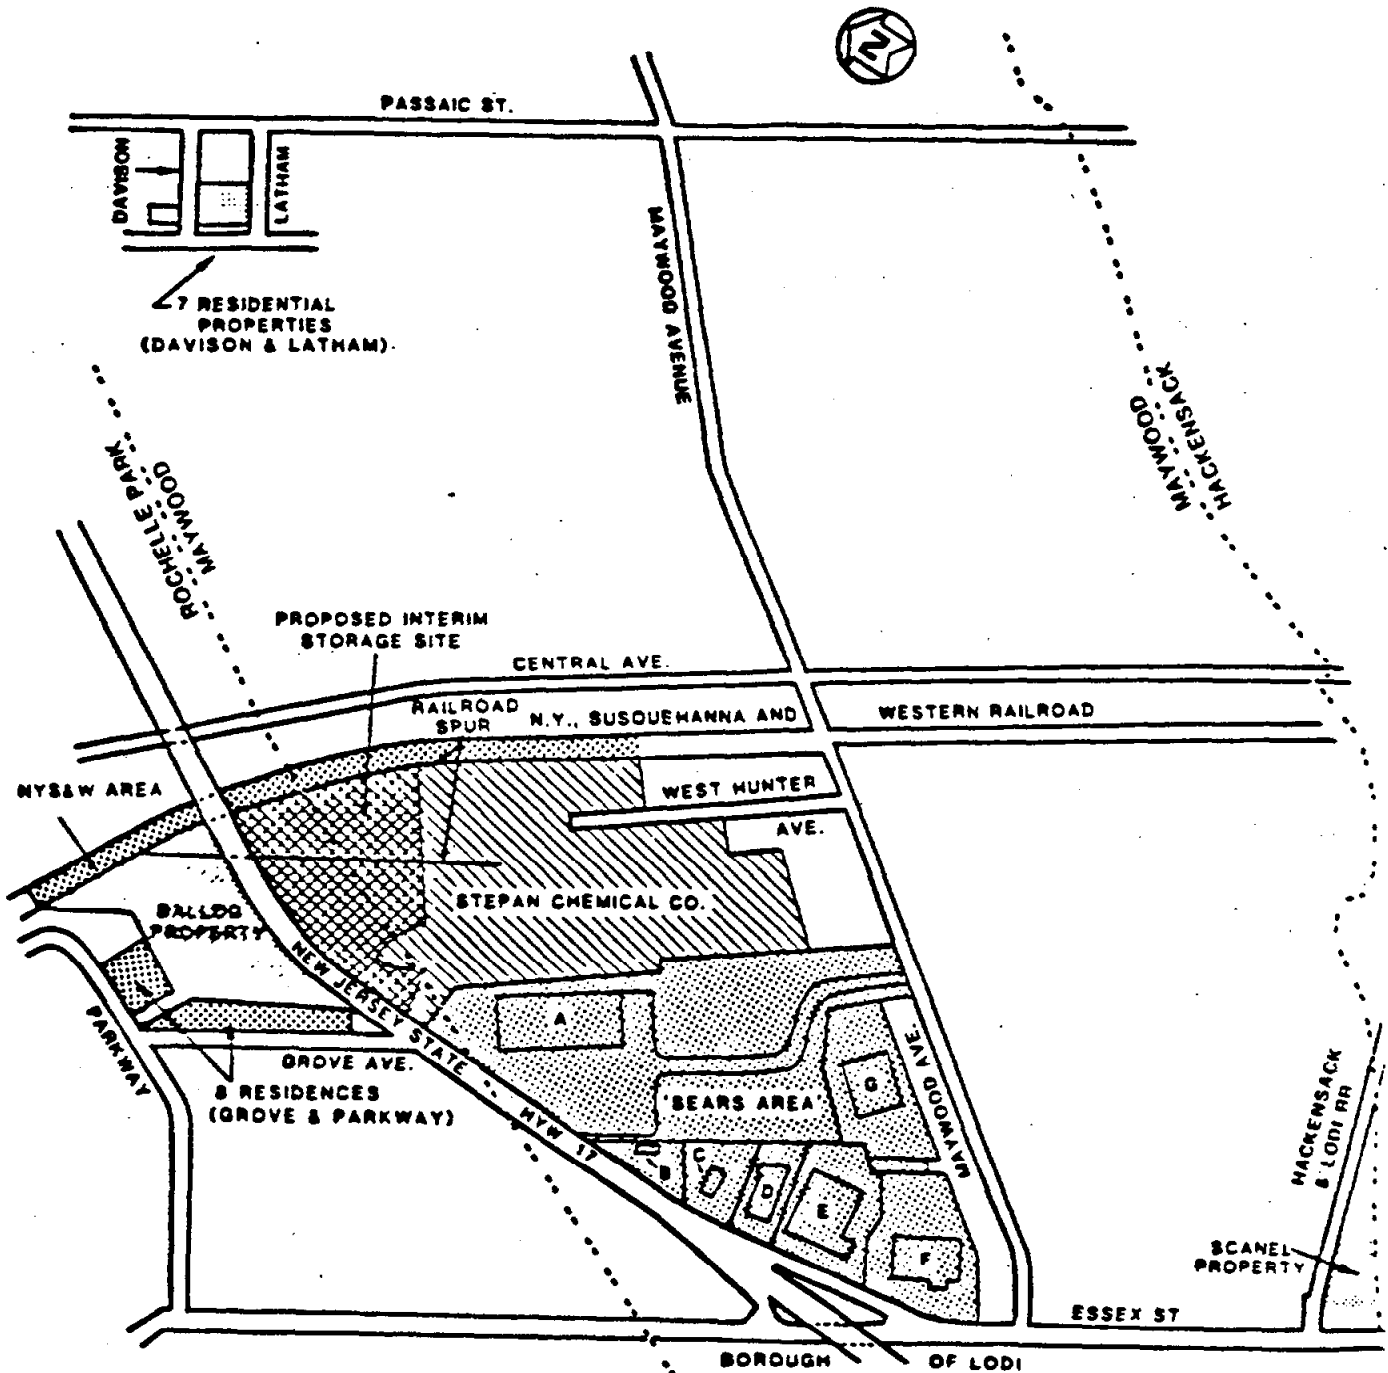 N
PASSAIC ST.
DAVISON
LATHAM
7 RESIDENTIAL
PROPERTIES
(DAVISON & LATHAM)
MAYWOOD AVENUE
MAYWOOD
HACKENSACK
ROCHELLE PARK
MAYWOOD
PROPOSED INTERIM
STORAGE SITE
CENTRAL AVE.
RAILROAD
SPUR
N.Y., SUSQUEHANNA AND
WESTERN RAILROAD
NYS&W AREA
WEST HUNTER
AVE.
STEPAN CHEMICAL CO.
BALLOD
PROPERTY
NEW JERSEY STATE HYW 17
A
PARKWAY
GROVE AVE.
8 RESIDENCES
(GROVE & PARKWAY)
'SEARS AREA'
G
MAYWOOD AVE.
B
C
D
E
F
HACKENSACK
& LODI RR
SCANEL
PROPERTY
ESSEX ST
BOROUGH
OF LODI